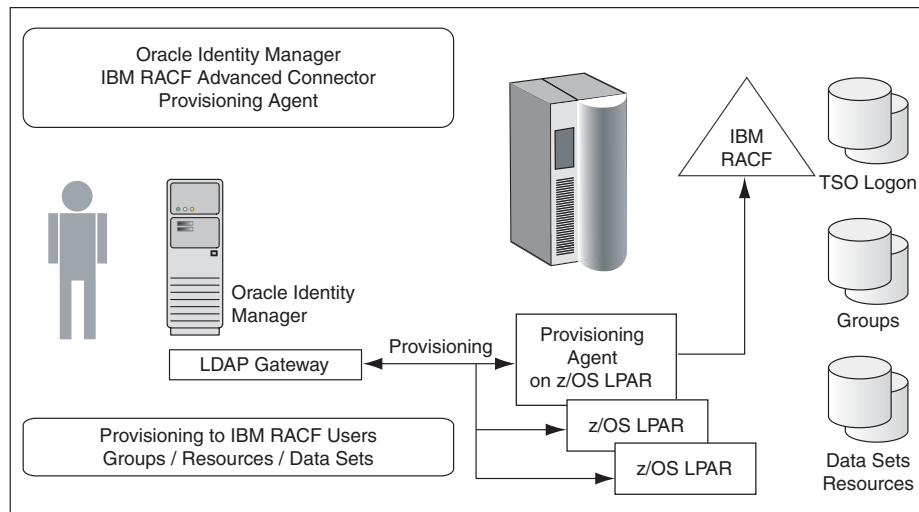 Oracle Identity Manager
IBM RACF Advanced Connector
Provisioning Agent
IBM
RACF
TSO Logon
Oracle Identity
Manager
Groups
LDAP Gateway
Provisioning
Provisioning
Agent
on z/OS LPAR
z/OS LPAR
z/OS LPAR
Provisioning to IBM RACF Users
Groups / Resources / Data Sets
Data Sets
Resources